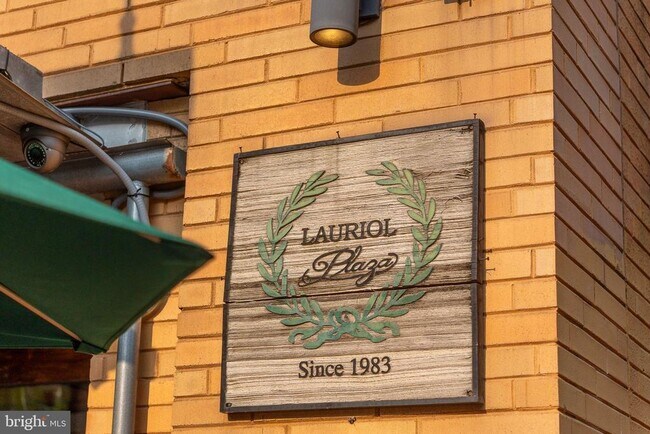 LAURIOL
Plaza
Since 1983
bright MLS